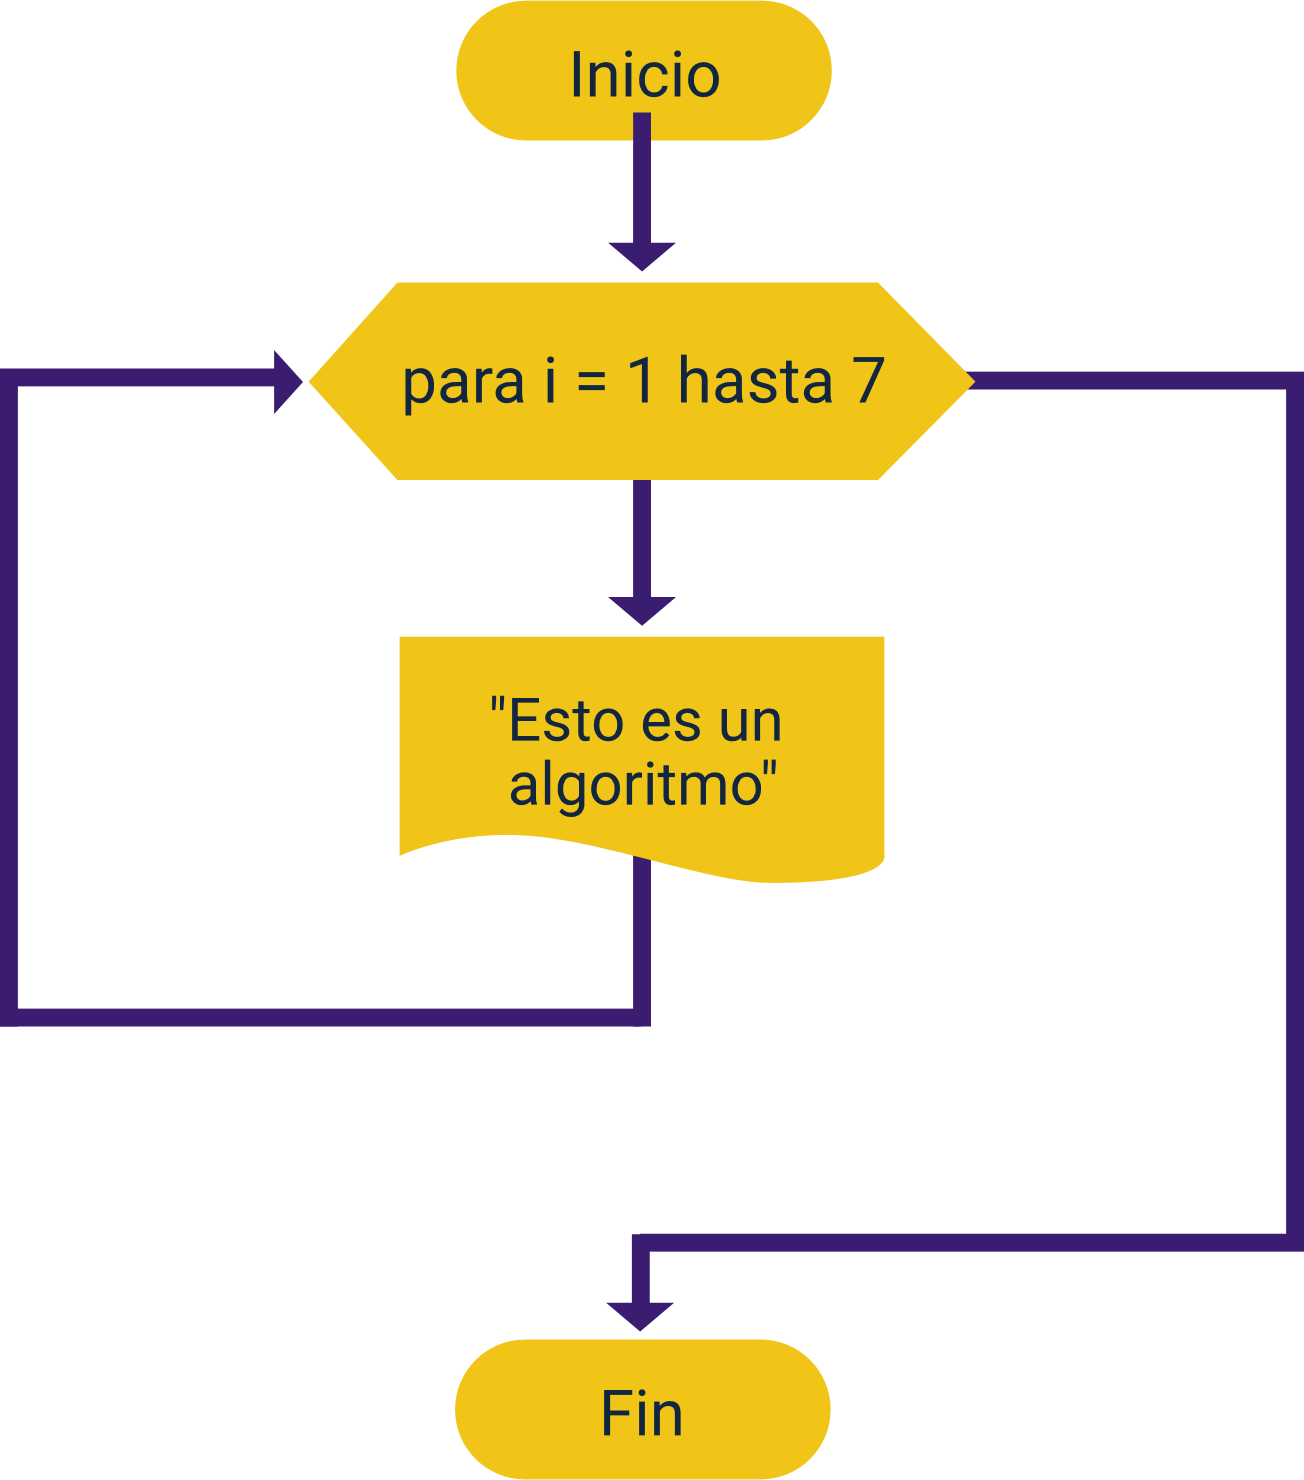 Inicio
para i = 1 hasta 7
"Esto es un
algoritmo"
Fin